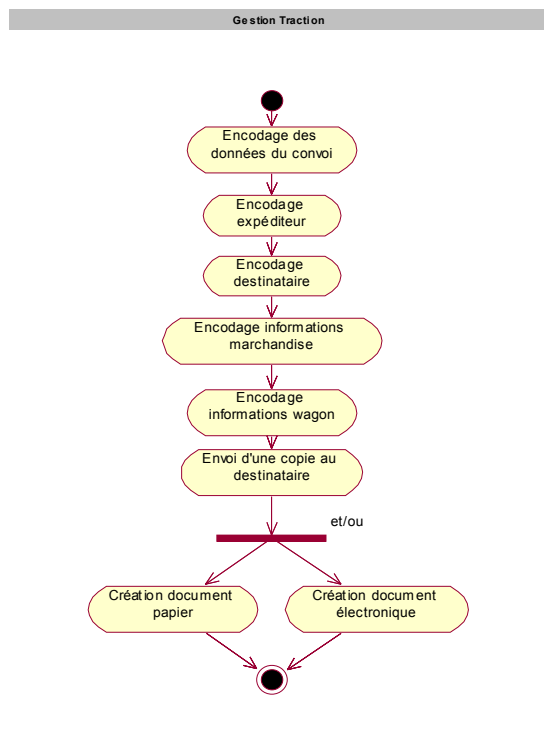 Gestion Traction
Encodage des
données du convoi
Encodage
expéditeur
Encodage
destinataire
Encodage informations
marchandise
Encodage
informations wagon
Envoi d'une copie au
destinataire
et/ou
Création document
papier
Création document
électronique